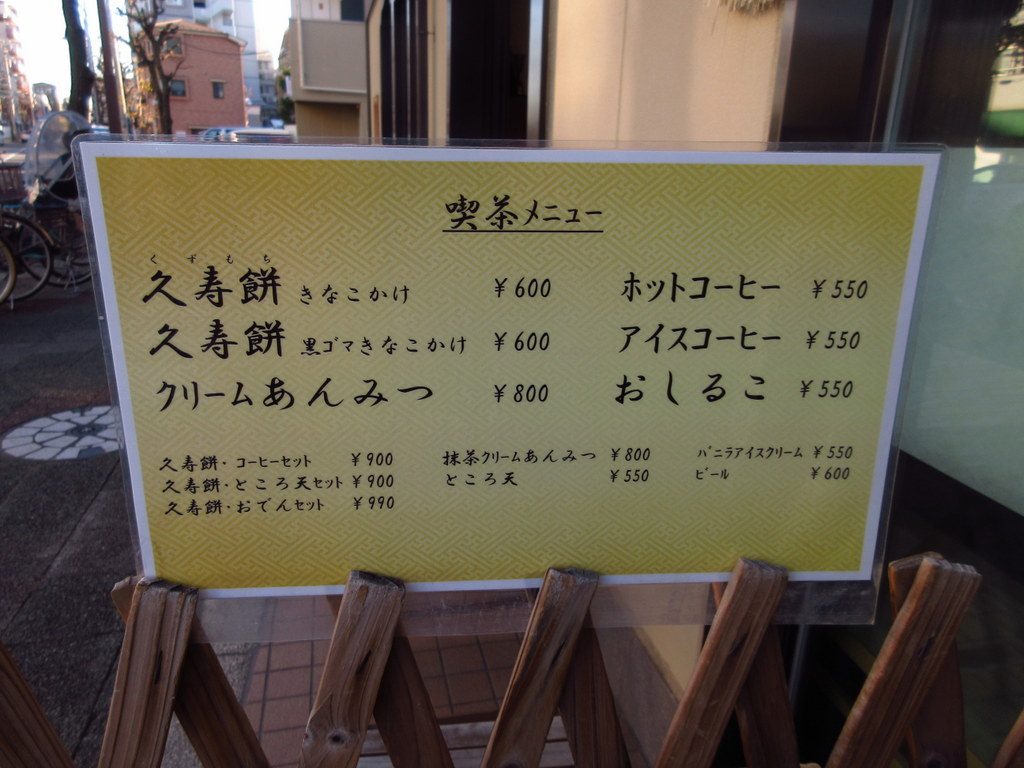 喫茶メニュー
くずもち
久寿餅 きなこかけ ￥600
久寿餅 黒ゴマきなこかけ ￥600
クリームあんみつ ￥800
ホットコーヒー ￥550
アイスコーヒー ￥550
おしるこ ￥550
久寿餅・コーヒーセット ￥900
久寿餅・ところ天セット ￥900
久寿餅・おでんセット ￥990
抹茶クリームあんみつ ￥800
ところ天 ￥550
バニラアイスクリーム ￥550
ビール ￥600